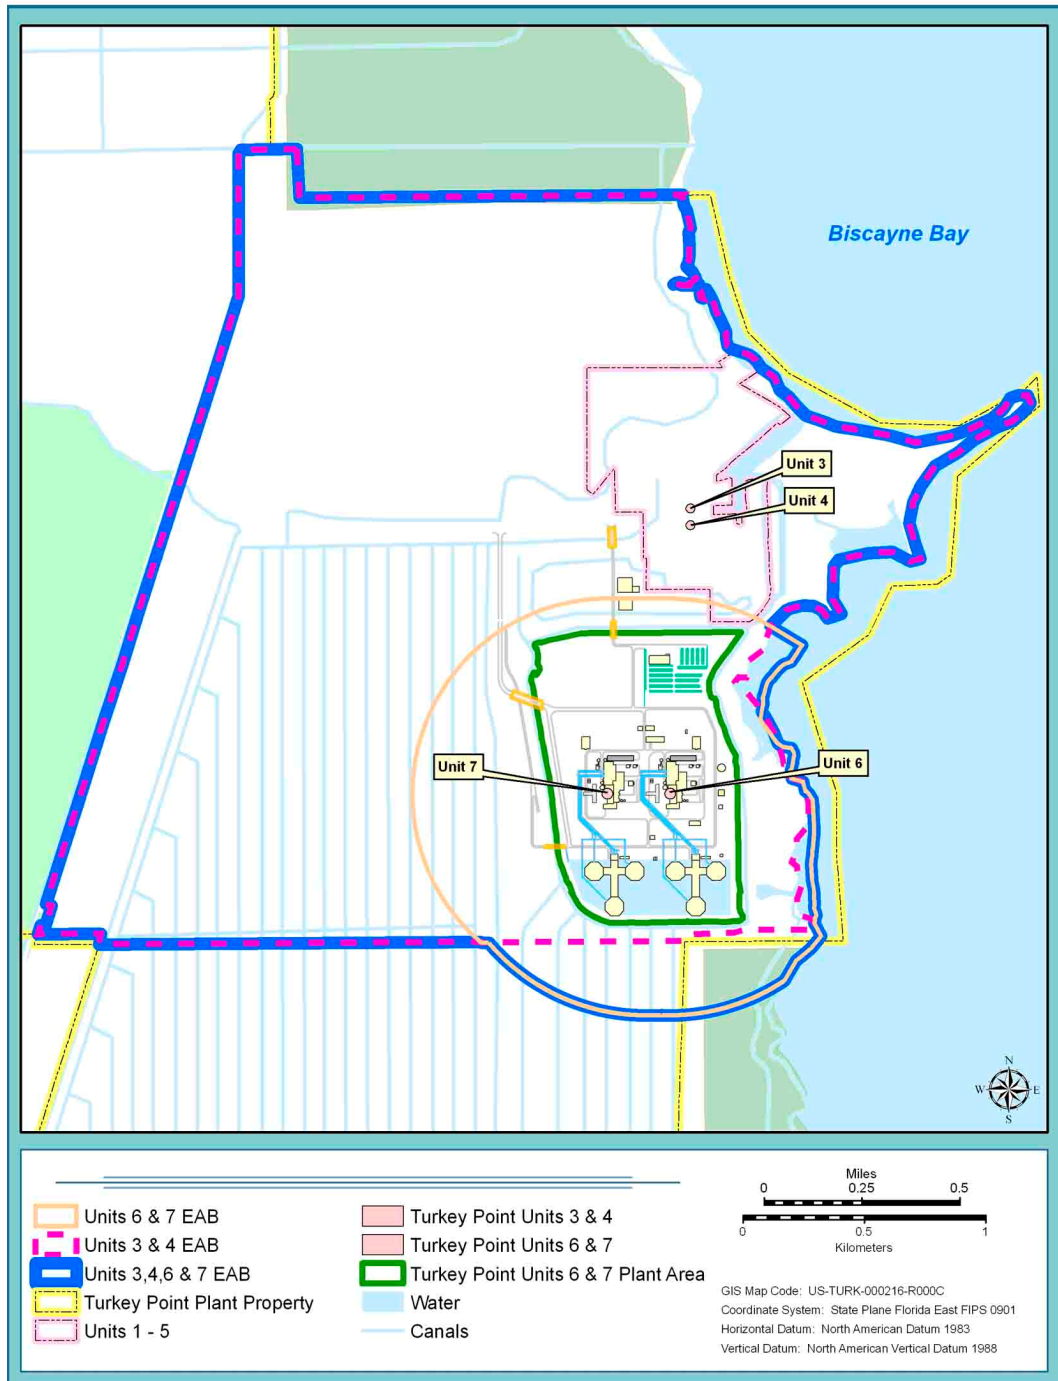 Biscayne Bay
Unit 3
Unit 4
Unit 7
Unit 6
N
W
E
S
Units 6 & 7 EAB
Units 3 & 4 EAB
Units 3,4,6 & 7 EAB
Turkey Point Plant Property
Units 1 - 5
Turkey Point Units 3 & 4
Turkey Point Units 6 & 7
Turkey Point Units 6 & 7 Plant Area
Water
Canals
Miles
0 0.25 0.5
0 0.5 1
Kilometers
GIS Map Code: US-TURK-000216-R000C
Coordinate System: State Plane Florida East FIPS 0901
Horizontal Datum: North American Datum 1983
Vertical Datum: North American Vertical Datum 1988